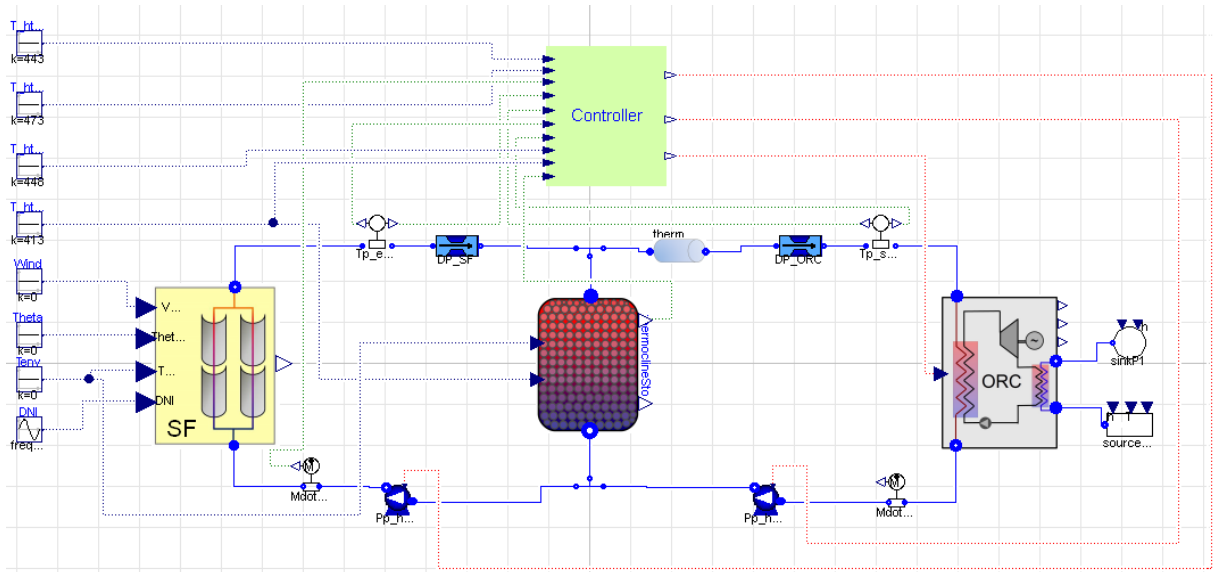 T_ht...
k=443
T_ht...
k=473
T_ht...
k=448
T_ht...
k=413
Wind
k=0
Theta
k=0
Tenv
k=0
DNI
freq...
Controller
V...
Thet...
T...
DNI
SF
Tp_e...
DP_SF
therm
DP_ORC
Tp_s...
ermoclineSto
ORC
h
sinkP1
h
T
source...
M
Mdot...
Pp_h...
Pp_h...
M
Mdot...